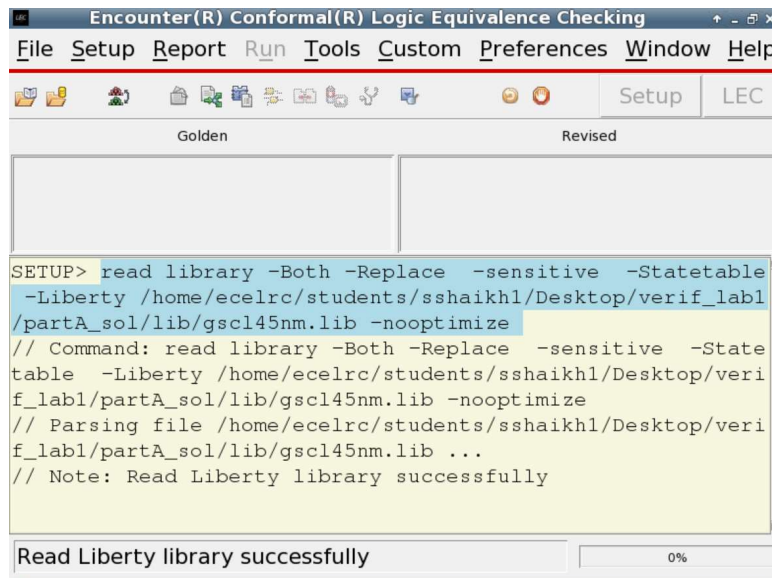 LEC
Encounter(R) Conformal(R) Logic Equivalence Checking
File Setup Report Run Tools Custom Preferences Window Help
Setup LEC
Golden Revised
SETUP> read library -Both -Replace  -sensitive  -Statetable
 -Liberty /home/ecelrc/students/sshaikh1/Desktop/verif_lab1
/partA_sol/lib/gscl45nm.lib -nooptimize
// Command: read library -Both -Replace  -sensitive  -State
table  -Liberty /home/ecelrc/students/sshaikh1/Desktop/veri
f_lab1/partA_sol/lib/gscl45nm.lib -nooptimize
// Parsing file /home/ecelrc/students/sshaikh1/Desktop/veri
f_lab1/partA_sol/lib/gscl45nm.lib ...
// Note: Read Liberty library successfully
Read Liberty library successfully 0%